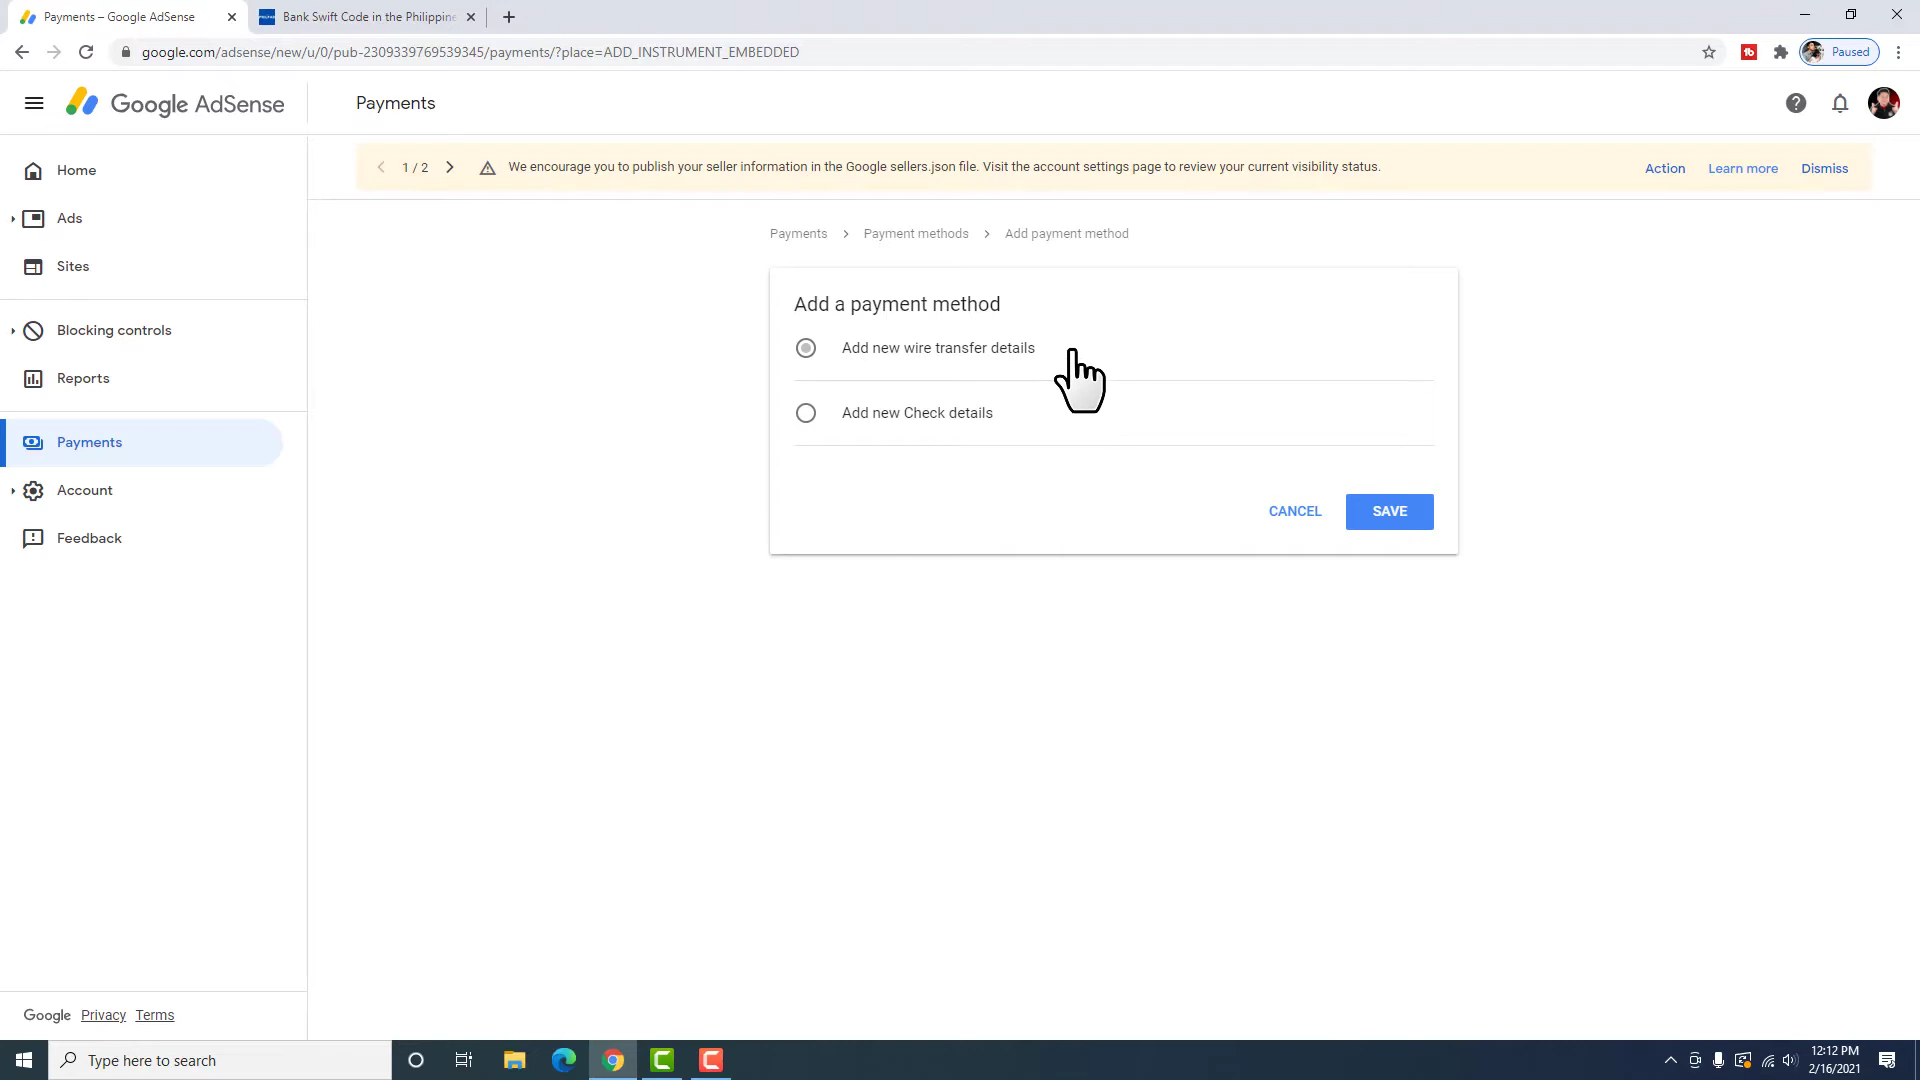 Payments – Google AdSense
Bank Swift Code in the Philippine
google.com/adsense/new/u/0/pub-2309339769539345/payments/?place=ADD_INSTRUMENT_EMBEDDED
Paused
Google AdSense
Payments
Home
Ads
Sites
Blocking controls
Reports
Payments
Account
Feedback
1 / 2
We encourage you to publish your seller information in the Google sellers.json file. Visit the account settings page to review your current visibility status.
Action Learn more Dismiss
Payments > Payment methods > Add payment method
Add a payment method
Add new wire transfer details
Add new Check details
CANCEL SAVE
Google Privacy Terms
Type here to search
12:12 PM
2/16/2021